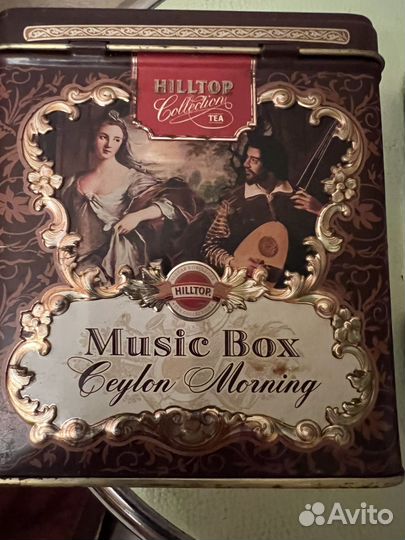 HILLTOP
Collection
TEA
HILLTOP
Music Box
Ceylon Morning
Avito